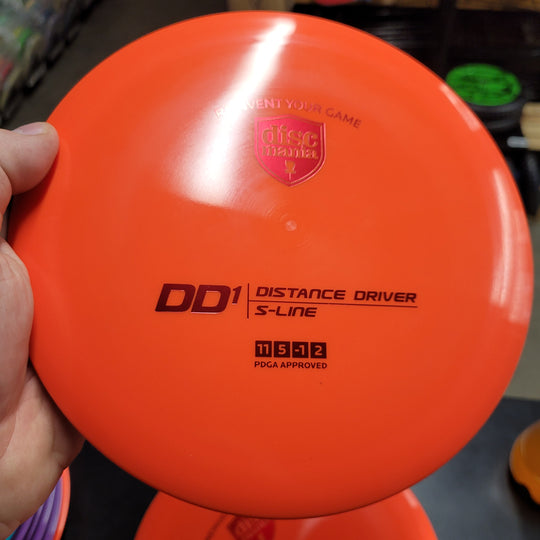 REINVENT YOUR GAME
disc
mania
DD1 DISTANCE DRIVER
S-LINE
11 5 -1 2
PDGA APPROVED